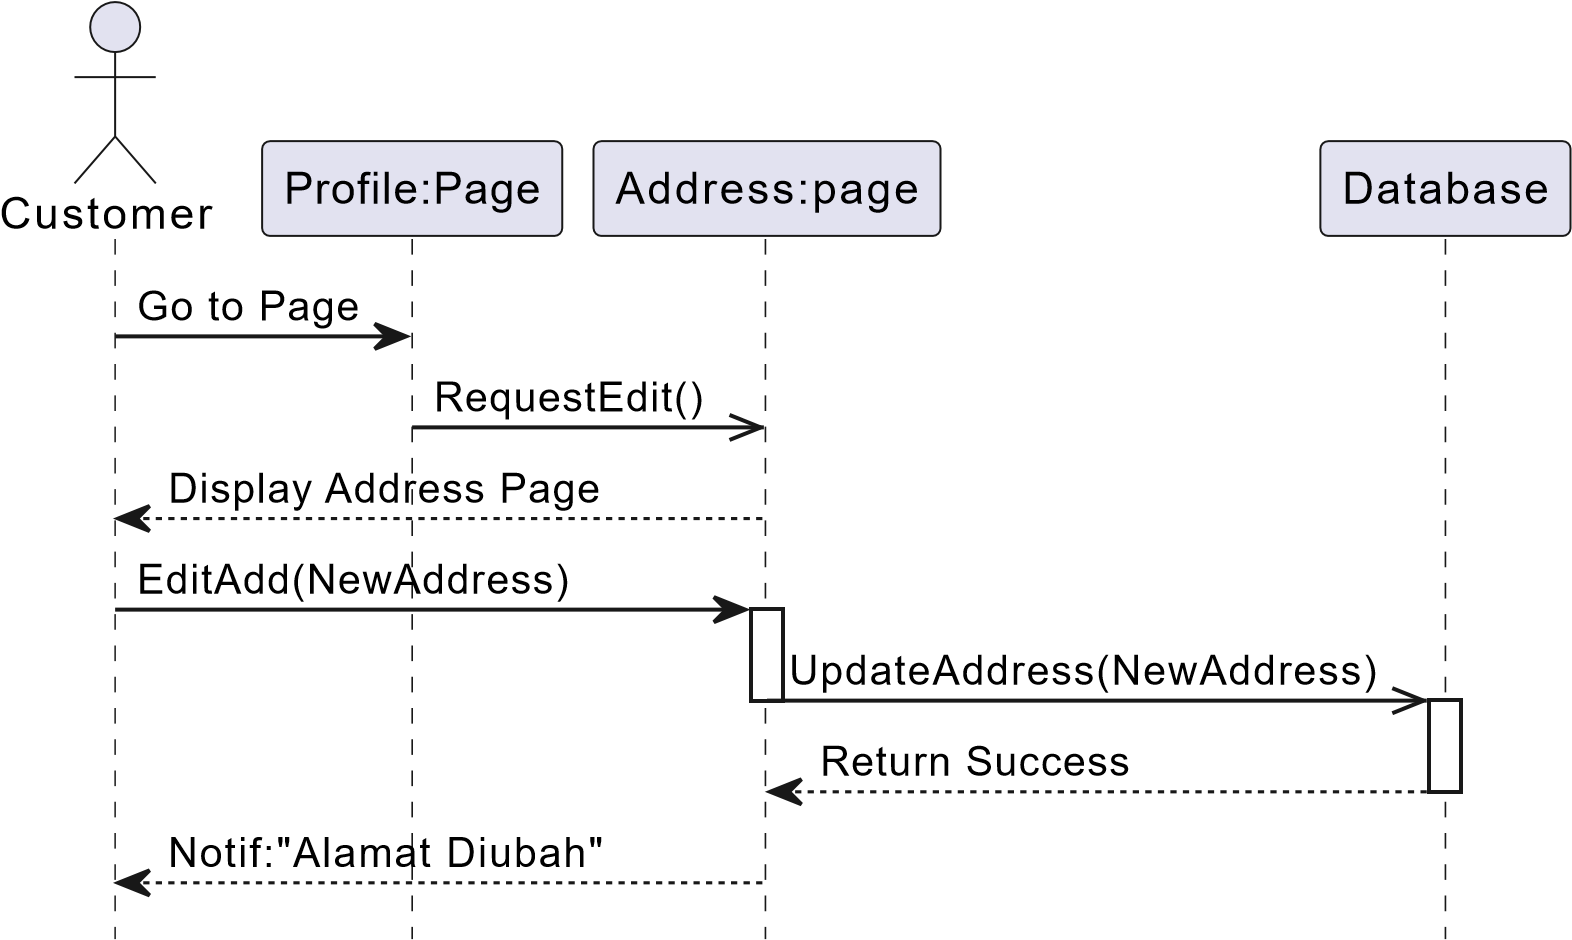 Customer
Profile:Page
Address:page
Database
Go to Page
RequestEdit()
Display Address Page
EditAdd(NewAddress)
UpdateAddress(NewAddress)
Return Success
Notif:"Alamat Diubah"